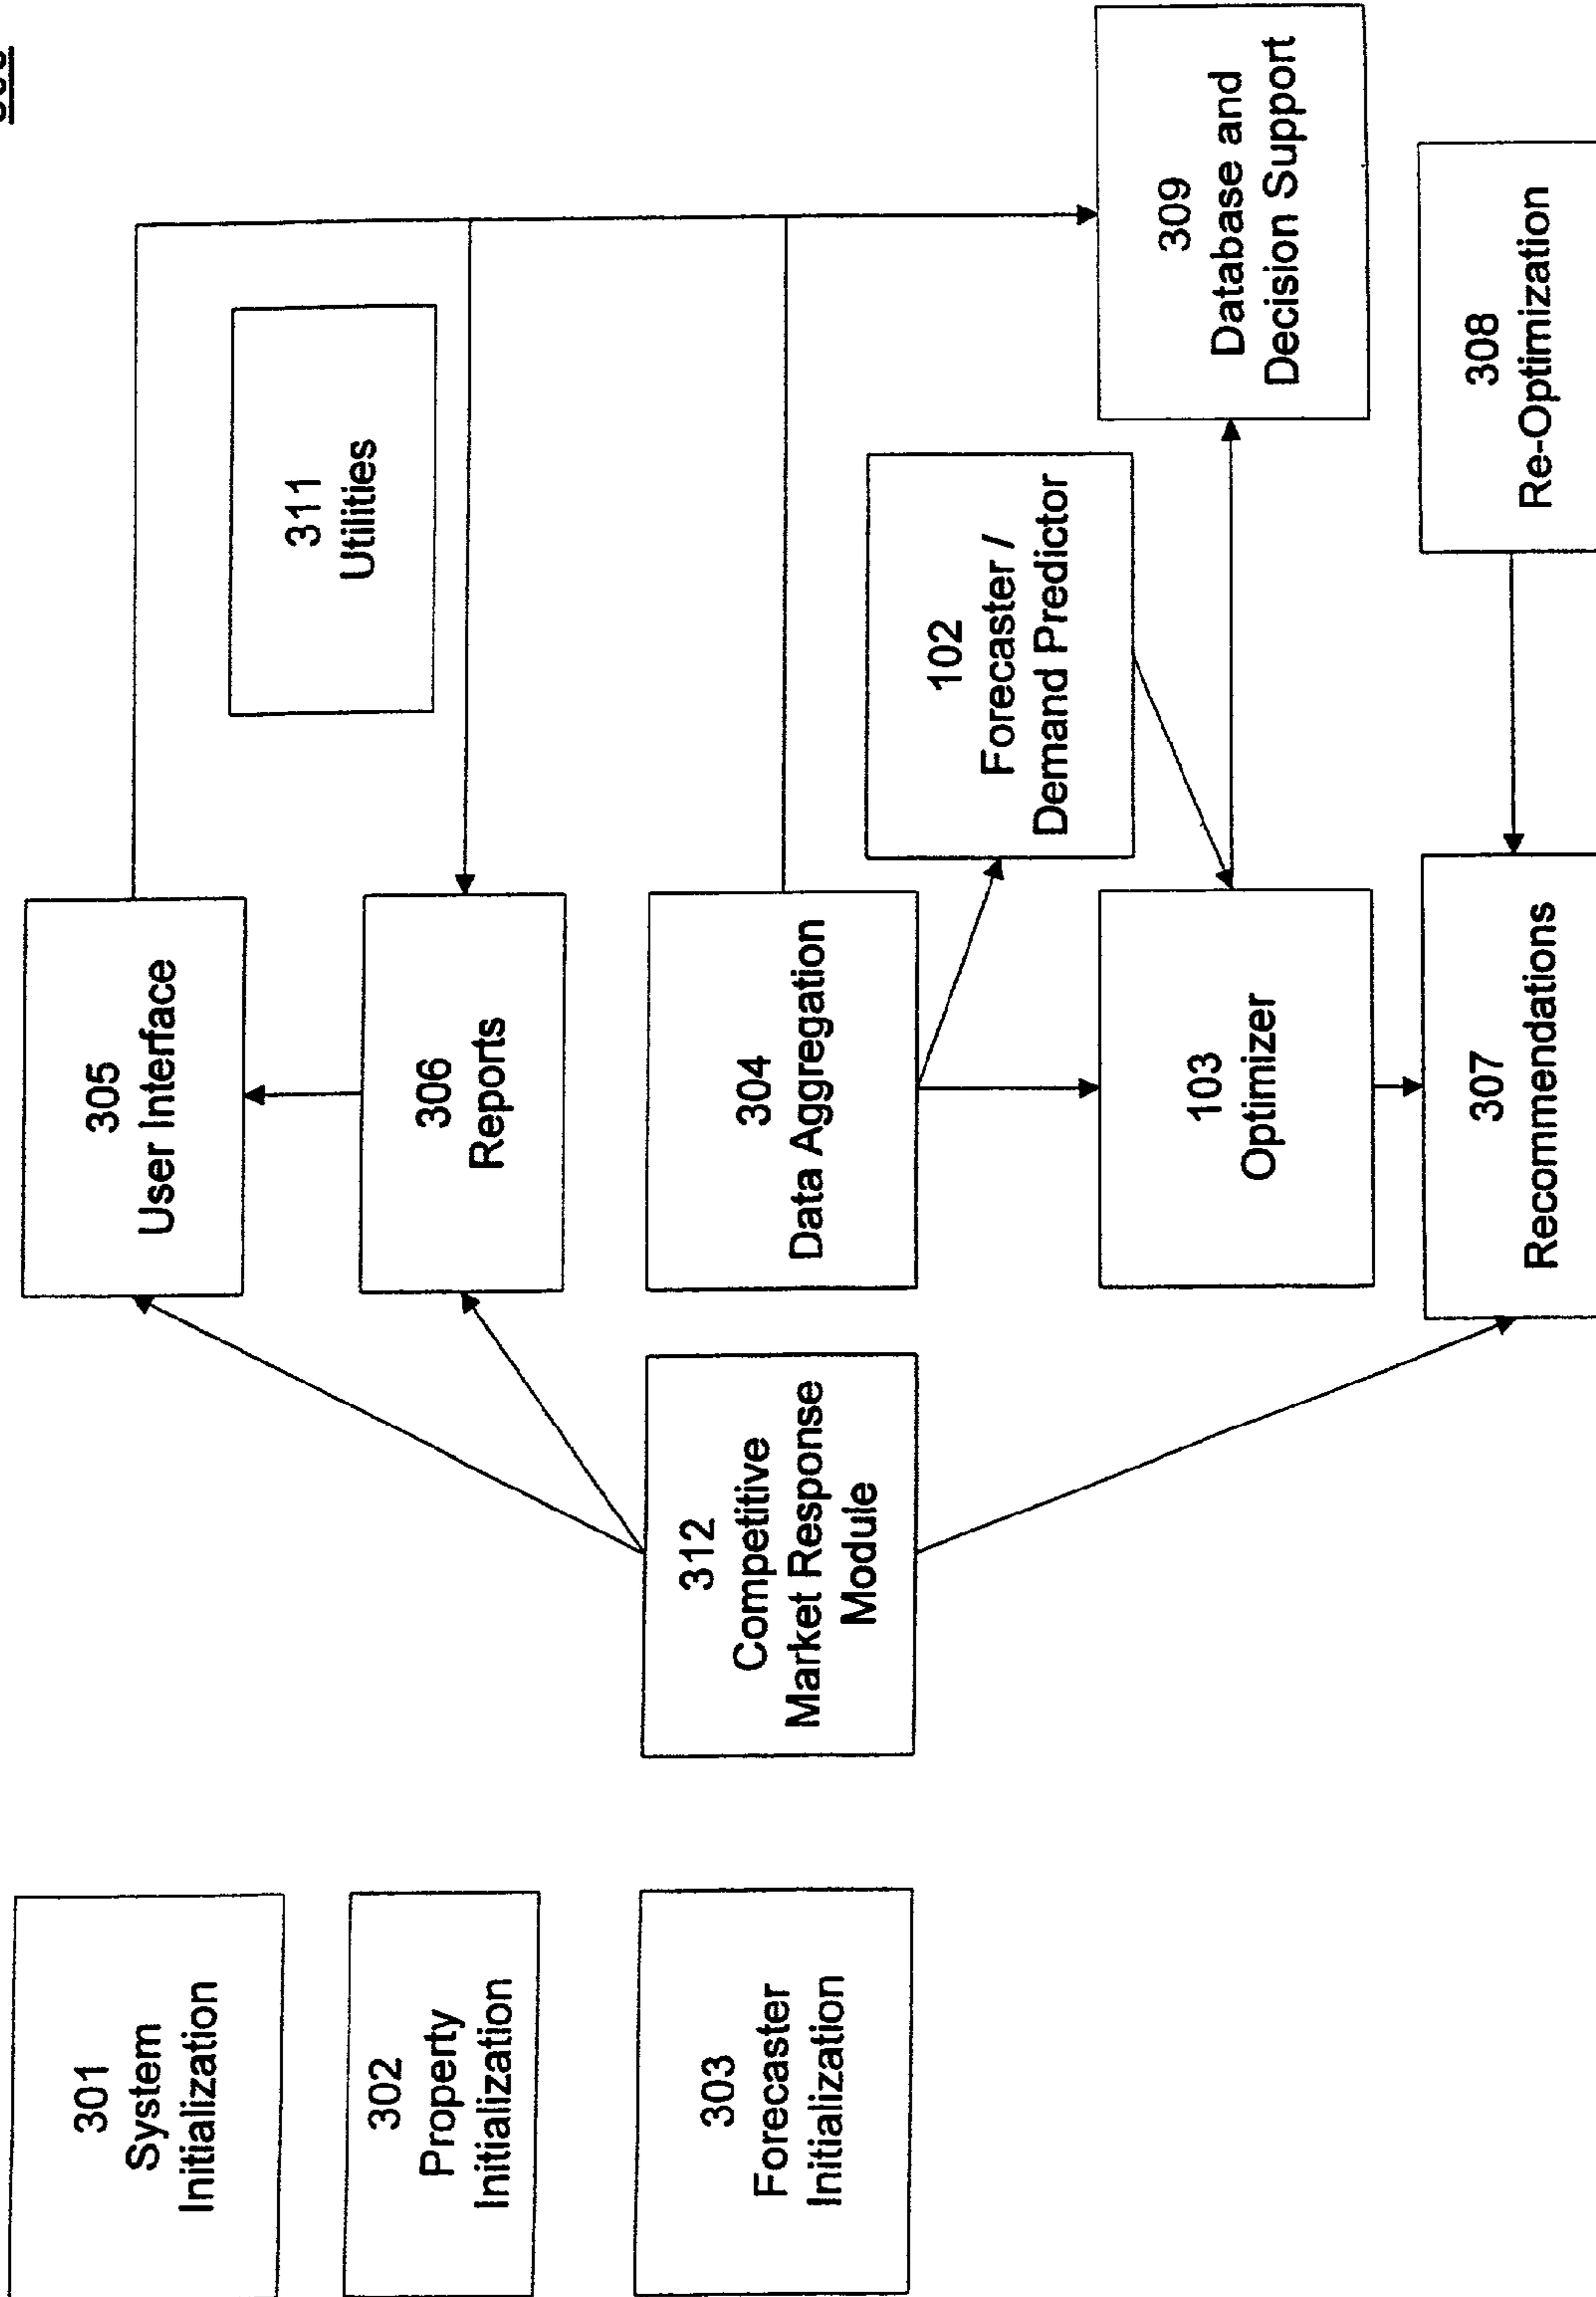 301
System
Initialization
305
User Interface
311
Utilities
302
Property
Initialization
306
Reports
303
Forecaster
Initialization
312
Competitive
Market Response
Module
304
Data Aggregation
102
Forecaster /
Demand Predictor
103
Optimizer
309
Database and
Decision Support
307
Recommendations
308
Re-Optimization